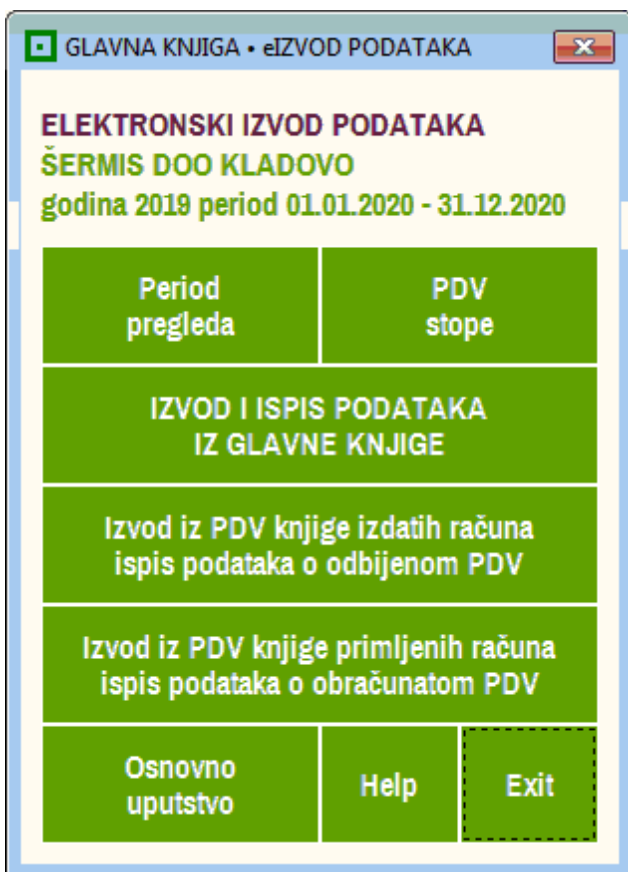 GLAVNA KNJIGA • eIZVOD PODATAKA
ELEKTRONSKI IZVOD PODATAKA
ŠERMIS DOO KLADOVO
godina 2019 period 01.01.2020 - 31.12.2020
Period
pregleda
PDV
stope
IZVOD I ISPIS PODATAKA
IZ GLAVNE KNJIGE
Izvod iz PDV knjige izdatih računa
ispis podataka o odbijenom PDV
Izvod iz PDV knjige primljenih računa
ispis podataka o obračunatom PDV
Osnovno
uputstvo
Help
Exit